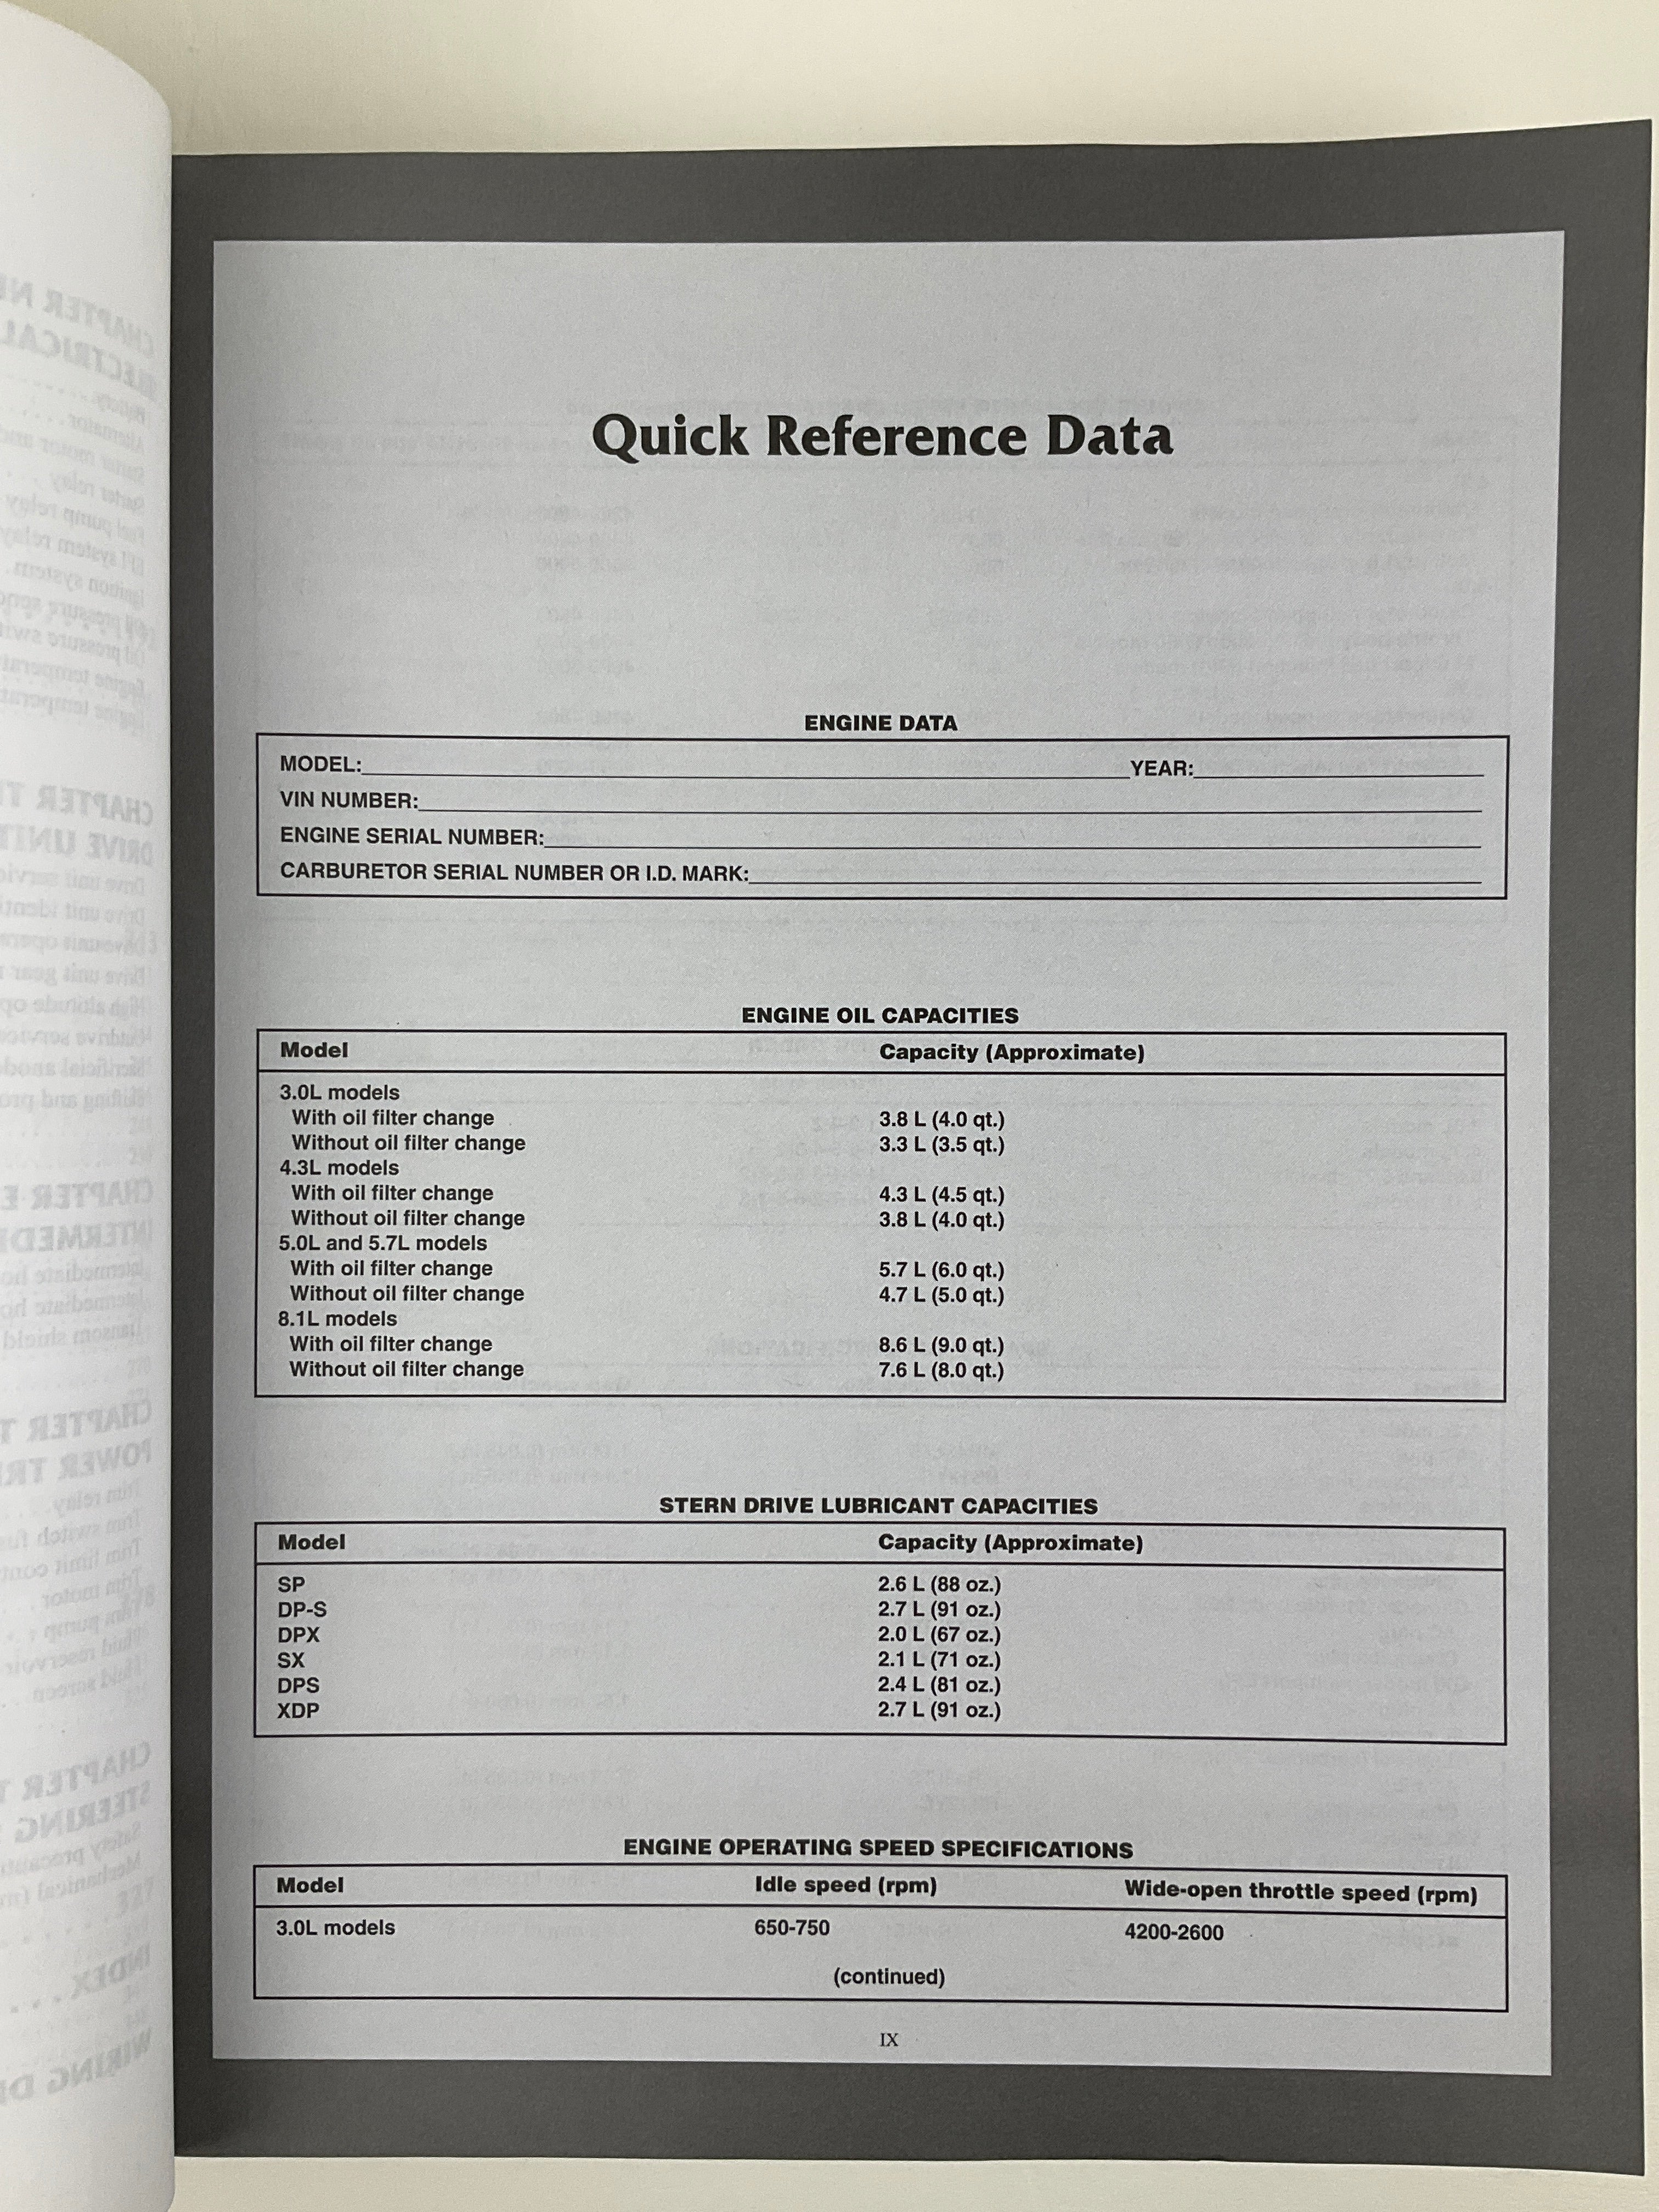 Quick Reference Data
ENGINE DATA
MODEL: YEAR:
VIN NUMBER:
ENGINE SERIAL NUMBER:
CARBURETOR SERIAL NUMBER OR I.D. MARK:
ENGINE OIL CAPACITIES
Model Capacity (Approximate)
3.0L models
With oil filter change 3.8 L (4.0 qt.)
Without oil filter change 3.3 L (3.5 qt.)
4.3L models
With oil filter change 4.3 L (4.5 qt.)
Without oil filter change 3.8 L (4.0 qt.)
5.0L and 5.7L models
With oil filter change 5.7 L (6.0 qt.)
Without oil filter change 4.7 L (5.0 qt.)
8.1L models
With oil filter change 8.6 L (9.0 qt.)
Without oil filter change 7.6 L (8.0 qt.)
STERN DRIVE LUBRICANT CAPACITIES
Model Capacity (Approximate)
SP 2.6 L (88 oz.)
DP-S 2.7 L (91 oz.)
DPX 2.0 L (67 oz.)
SX 2.1 L (71 oz.)
DPS 2.4 L (81 oz.)
XDP 2.7 L (91 oz.)
ENGINE OPERATING SPEED SPECIFICATIONS
Model Idle speed (rpm) Wide-open throttle speed (rpm)
3.0L models 650-750 4200-2600
(continued)
IX